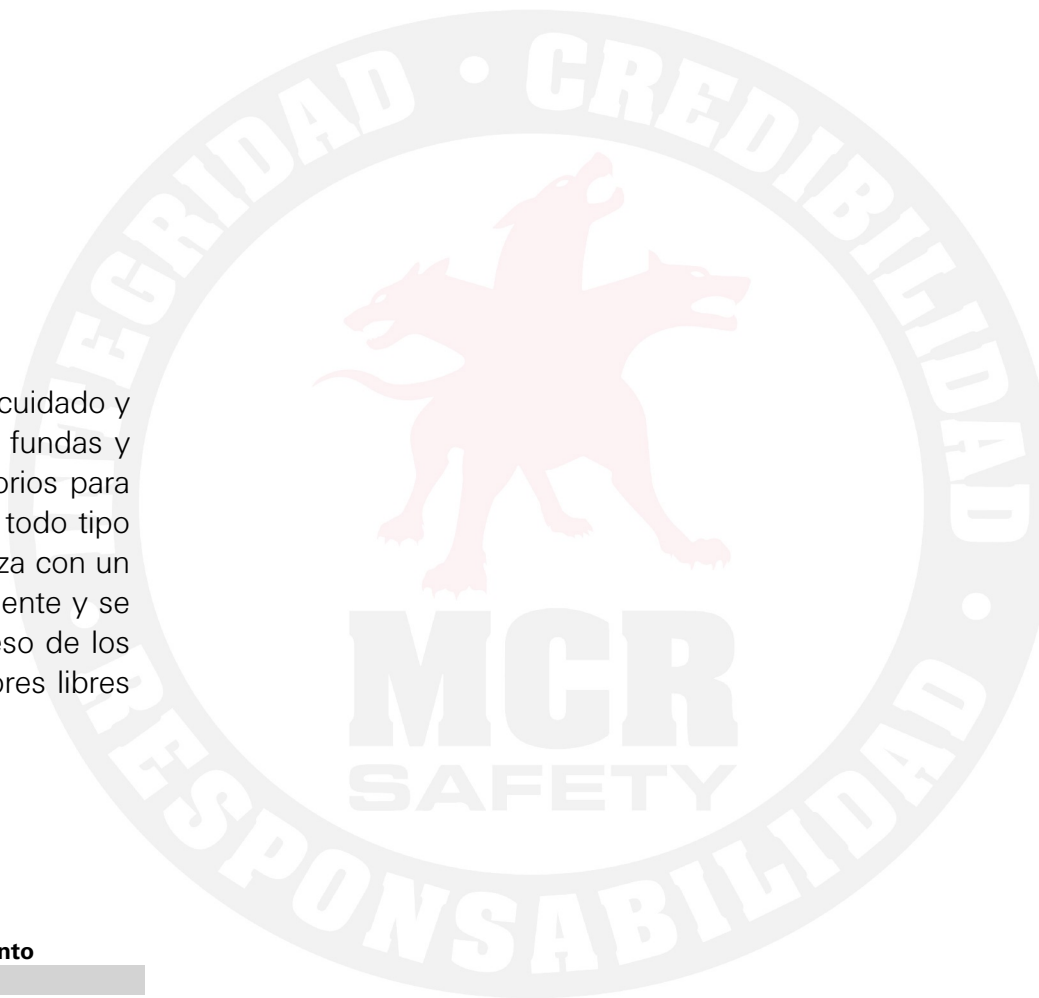 INTEGRIDAD • CREDIBILIDAD • RESPONSABILIDAD •
cuidado y
fundas y
orios para
todo tipo
za con un
ente y se
eso de los
ores libres
MCR
SAFETY
nto